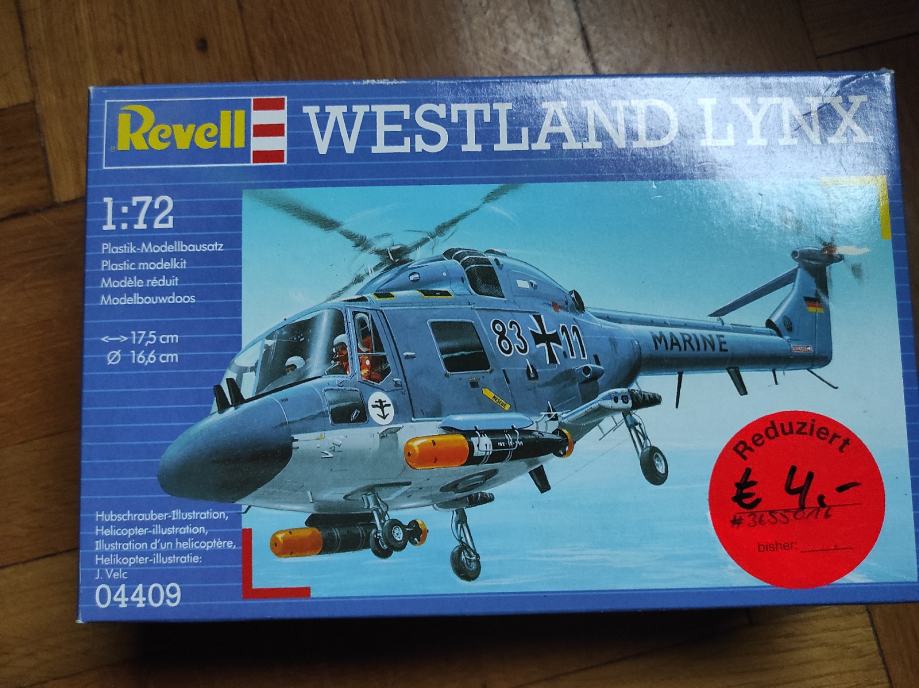 Revell
WESTLAND LYNX
1:72
Plastik-Modellbausatz
Plastic modelkit
Modèle réduit
Modelbouwdoos
↔ 17,5 cm
Ø 16,6 cm
83 11
MARINE
Reduziert
€ 4,-
bisher:
Hubschrauber-Illustration,
Helicopter-illustration,
Illustration d'un helicoptère,
Helikopter-illustratie:
J. Velc
04409